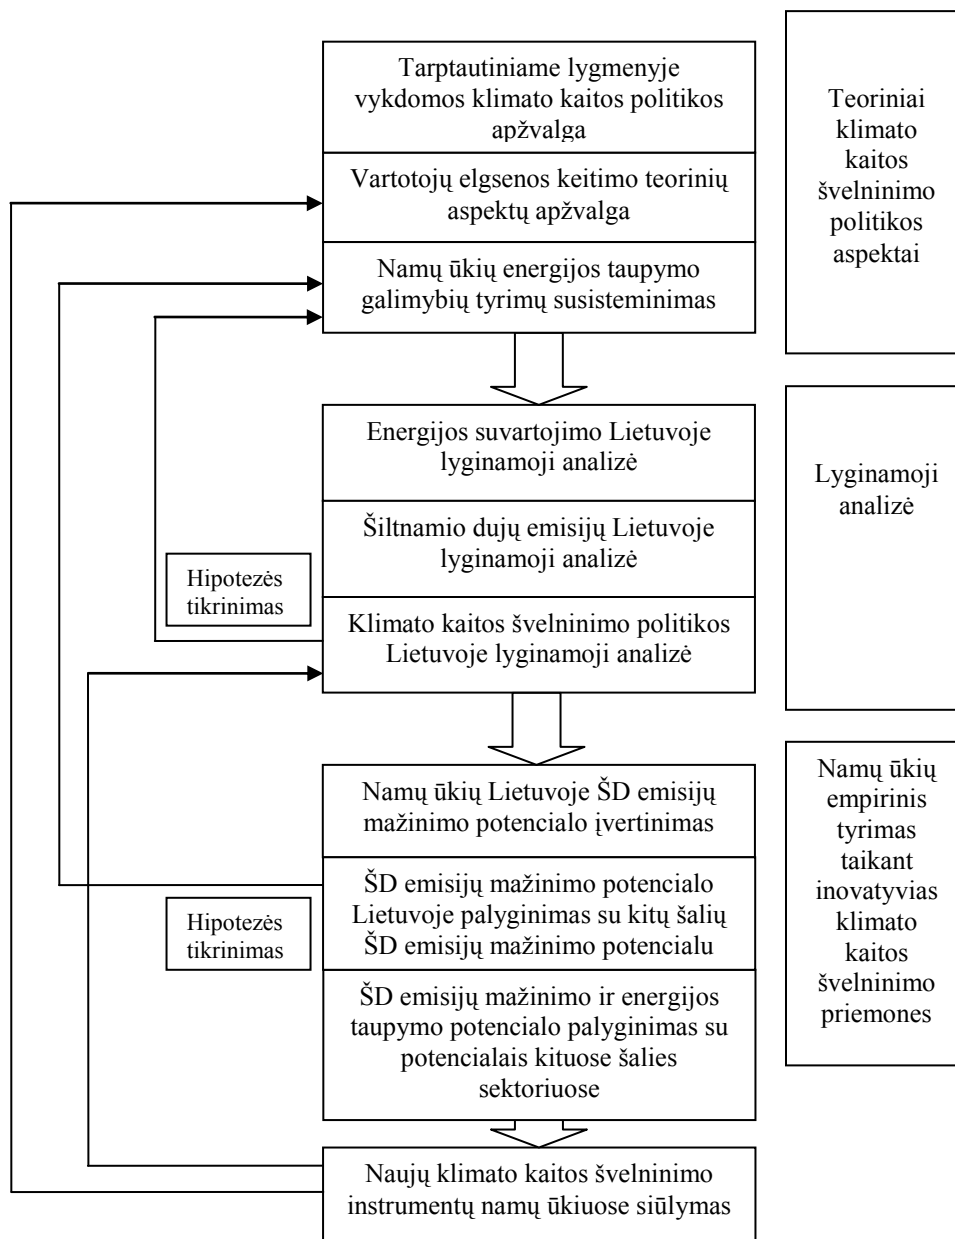 Tarptautiniame lygmenyje
vykdomos klimato kaitos politikos
apžvalga
Vartotojų elgsenos keitimo teorinių
aspektų apžvalga
Namų ūkių energijos taupymo
galimybių tyrimų susisteminimas
Teoriniai
klimato
kaitos
švelninimo
politikos
aspektai
Energijos suvartojimo Lietuvoje
lyginamoji analizė
Šiltnamio dujų emisijų Lietuvoje
lyginamoji analizė
Klimato kaitos švelninimo politikos
Lietuvoje lyginamoji analizė
Hipotezės
tikrinimas
Lyginamoji
analizė
Namų ūkių Lietuvoje ŠD emisijų
mažinimo potencialo įvertinimas
ŠD emisijų mažinimo potencialo
Lietuvoje palyginimas su kitų šalių
ŠD emisijų mažinimo potencialu
ŠD emisijų mažinimo ir energijos
taupymo potencialo palyginimas su
potencialais kituose šalies
sektoriuose
Hipotezės
tikrinimas
Namų ūkių
empirinis
tyrimas
taikant
inovatyvias
klimato
kaitos
švelninimo
priemones
Naujų klimato kaitos švelninimo
instrumentų namų ūkiuose siūlymas